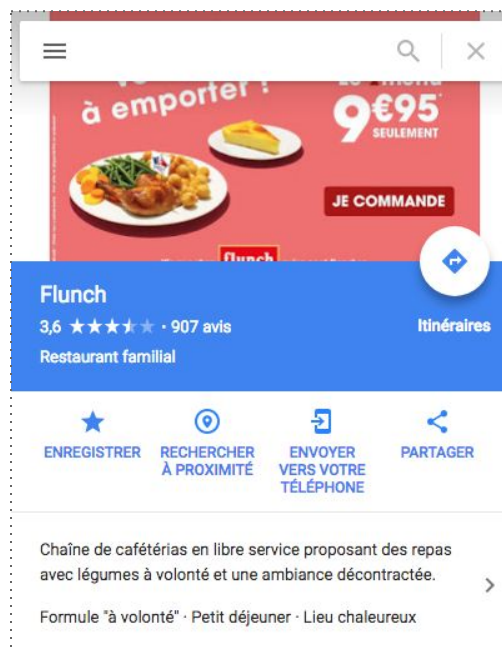 à emporter !
9€95
SEULEMENT
JE COMMANDE
flunch
Flunch
3,6 · 907 avis
Itinéraires
Restaurant familial
ENREGISTRER
RECHERCHER
À PROXIMITÉ
ENVOYER
VERS VOTRE
TÉLÉPHONE
PARTAGER
Chaîne de cafétérias en libre service proposant des repas
avec légumes à volonté et une ambiance décontractée.
Formule "à volonté" · Petit déjeuner · Lieu chaleureux